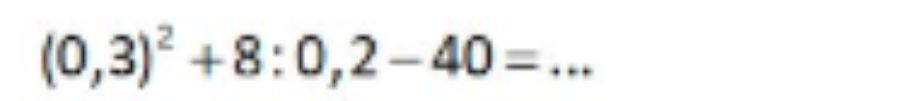 (0,3)² + 8 : 0,2 – 40 = ...